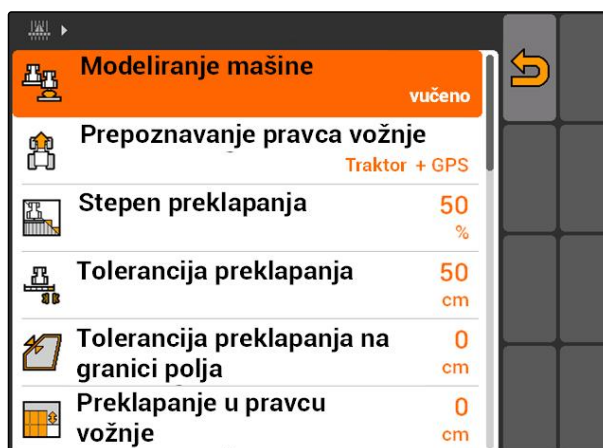 Modeliranje mašine
vučeno
Prepoznavanje pravca vožnje
Traktor + GPS
Stepen preklapanja
50
%
Tolerancija preklapanja
50
cm
Tolerancija preklapanja na
granici polja
0
cm
Preklapanje u pravcu
vožnje
0
cm